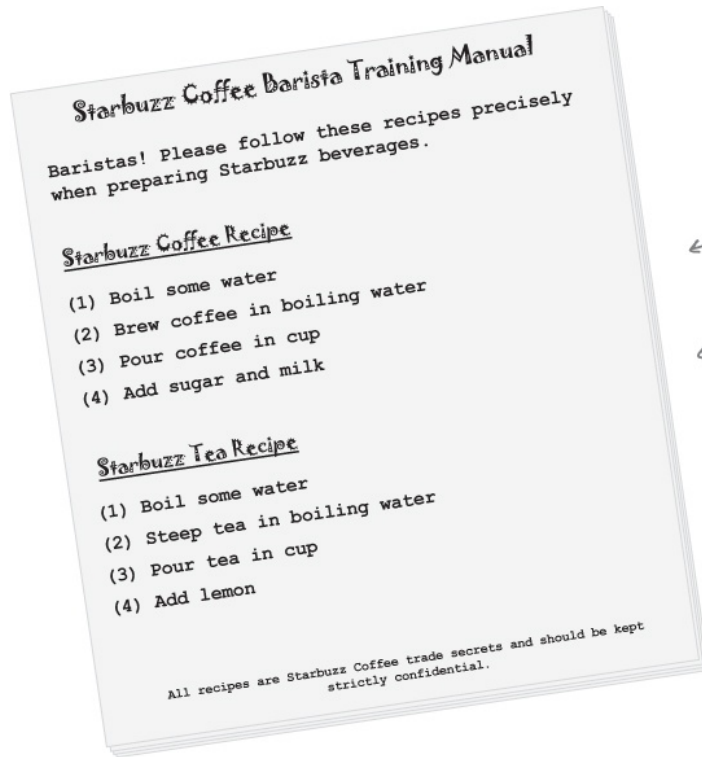 Starbuzz Coffee Barista Training Manual
Baristas! Please follow these recipes precisely
when preparing Starbuzz beverages.
Starbuzz Coffee Recipe
(1) Boil some water
(2) Brew coffee in boiling water
(3) Pour coffee in cup
(4) Add sugar and milk
Starbuzz Tea Recipe
(1) Boil some water
(2) Steep tea in boiling water
(3) Pour tea in cup
(4) Add lemon
All recipes are Starbuzz Coffee trade secrets and should be kept
strictly confidential.